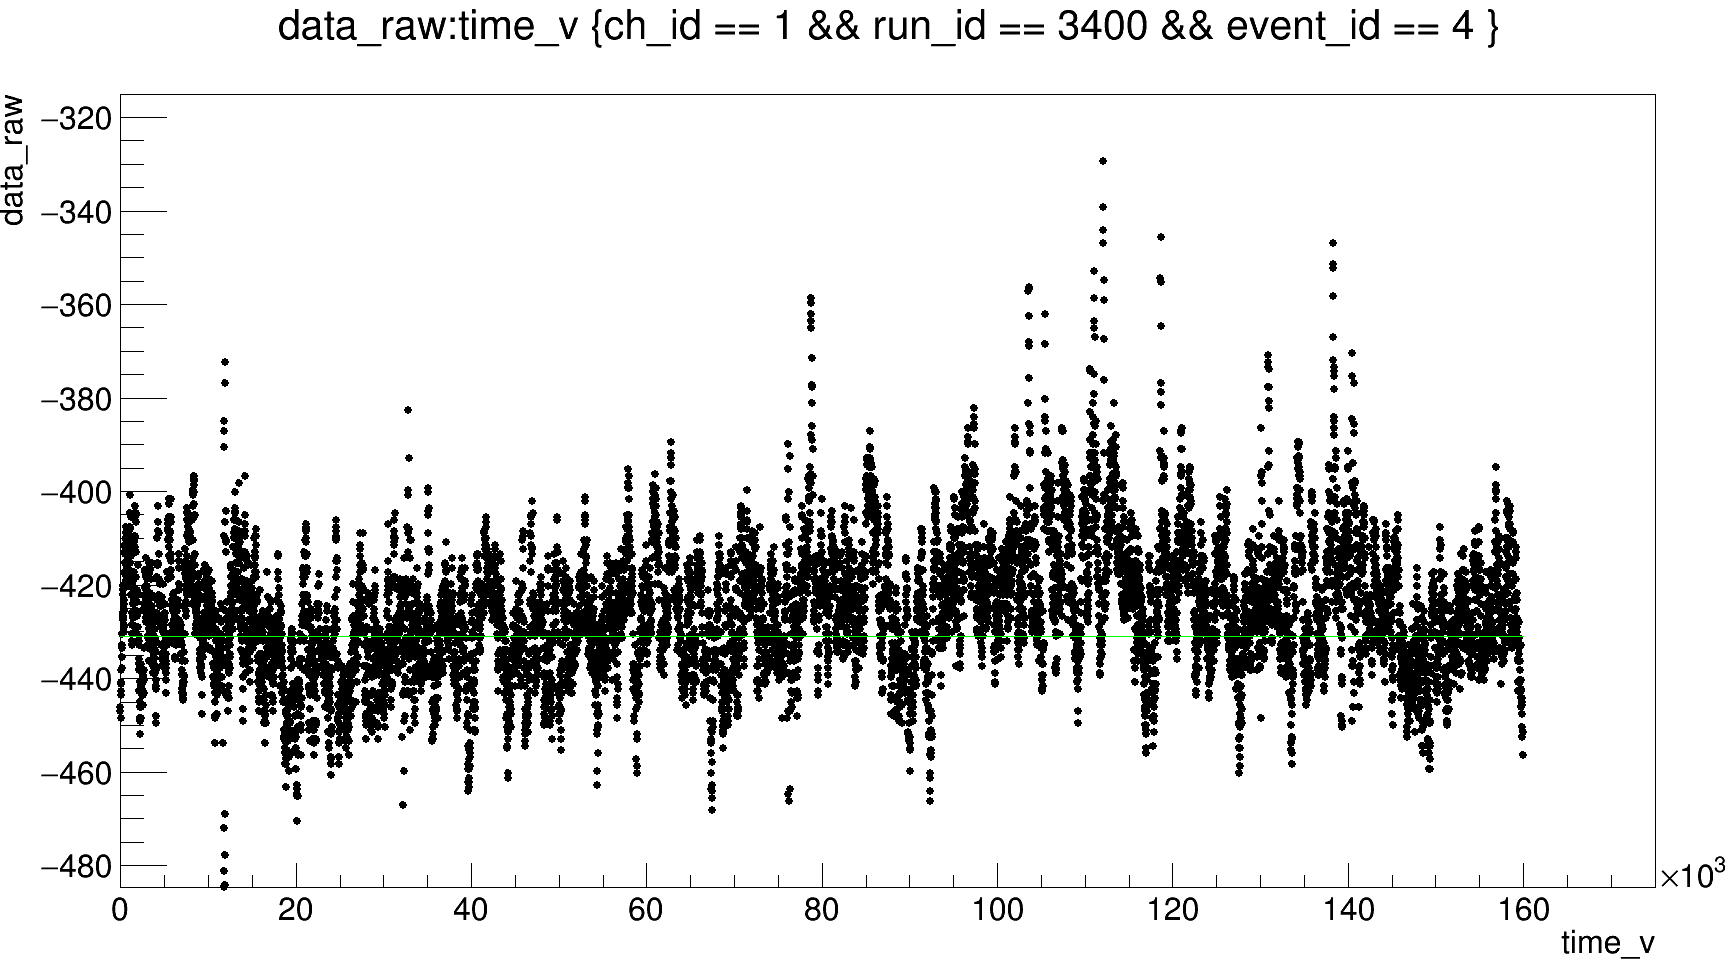 data_raw:time_v {ch_id == 1 && run_id == 3400 && event_id == 4 }
data_raw
−320
−340
−360
−380
−400
−420
−440
−460
−480
0 20 40 60 80 100 120 140 160
×10³
time_v